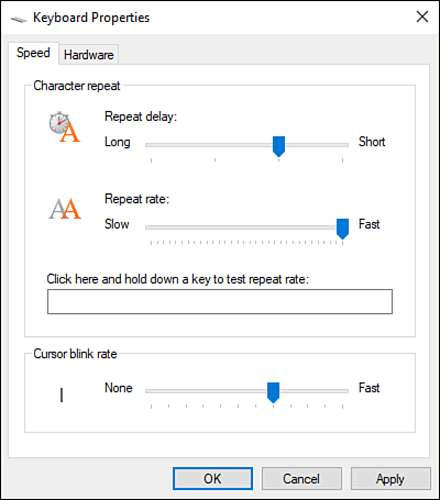 Keyboard Properties
Speed Hardware
Character repeat
Repeat delay:
Long Short
Repeat rate:
Slow Fast
Click here and hold down a key to test repeat rate:
Cursor blink rate
None Fast
OK Cancel Apply